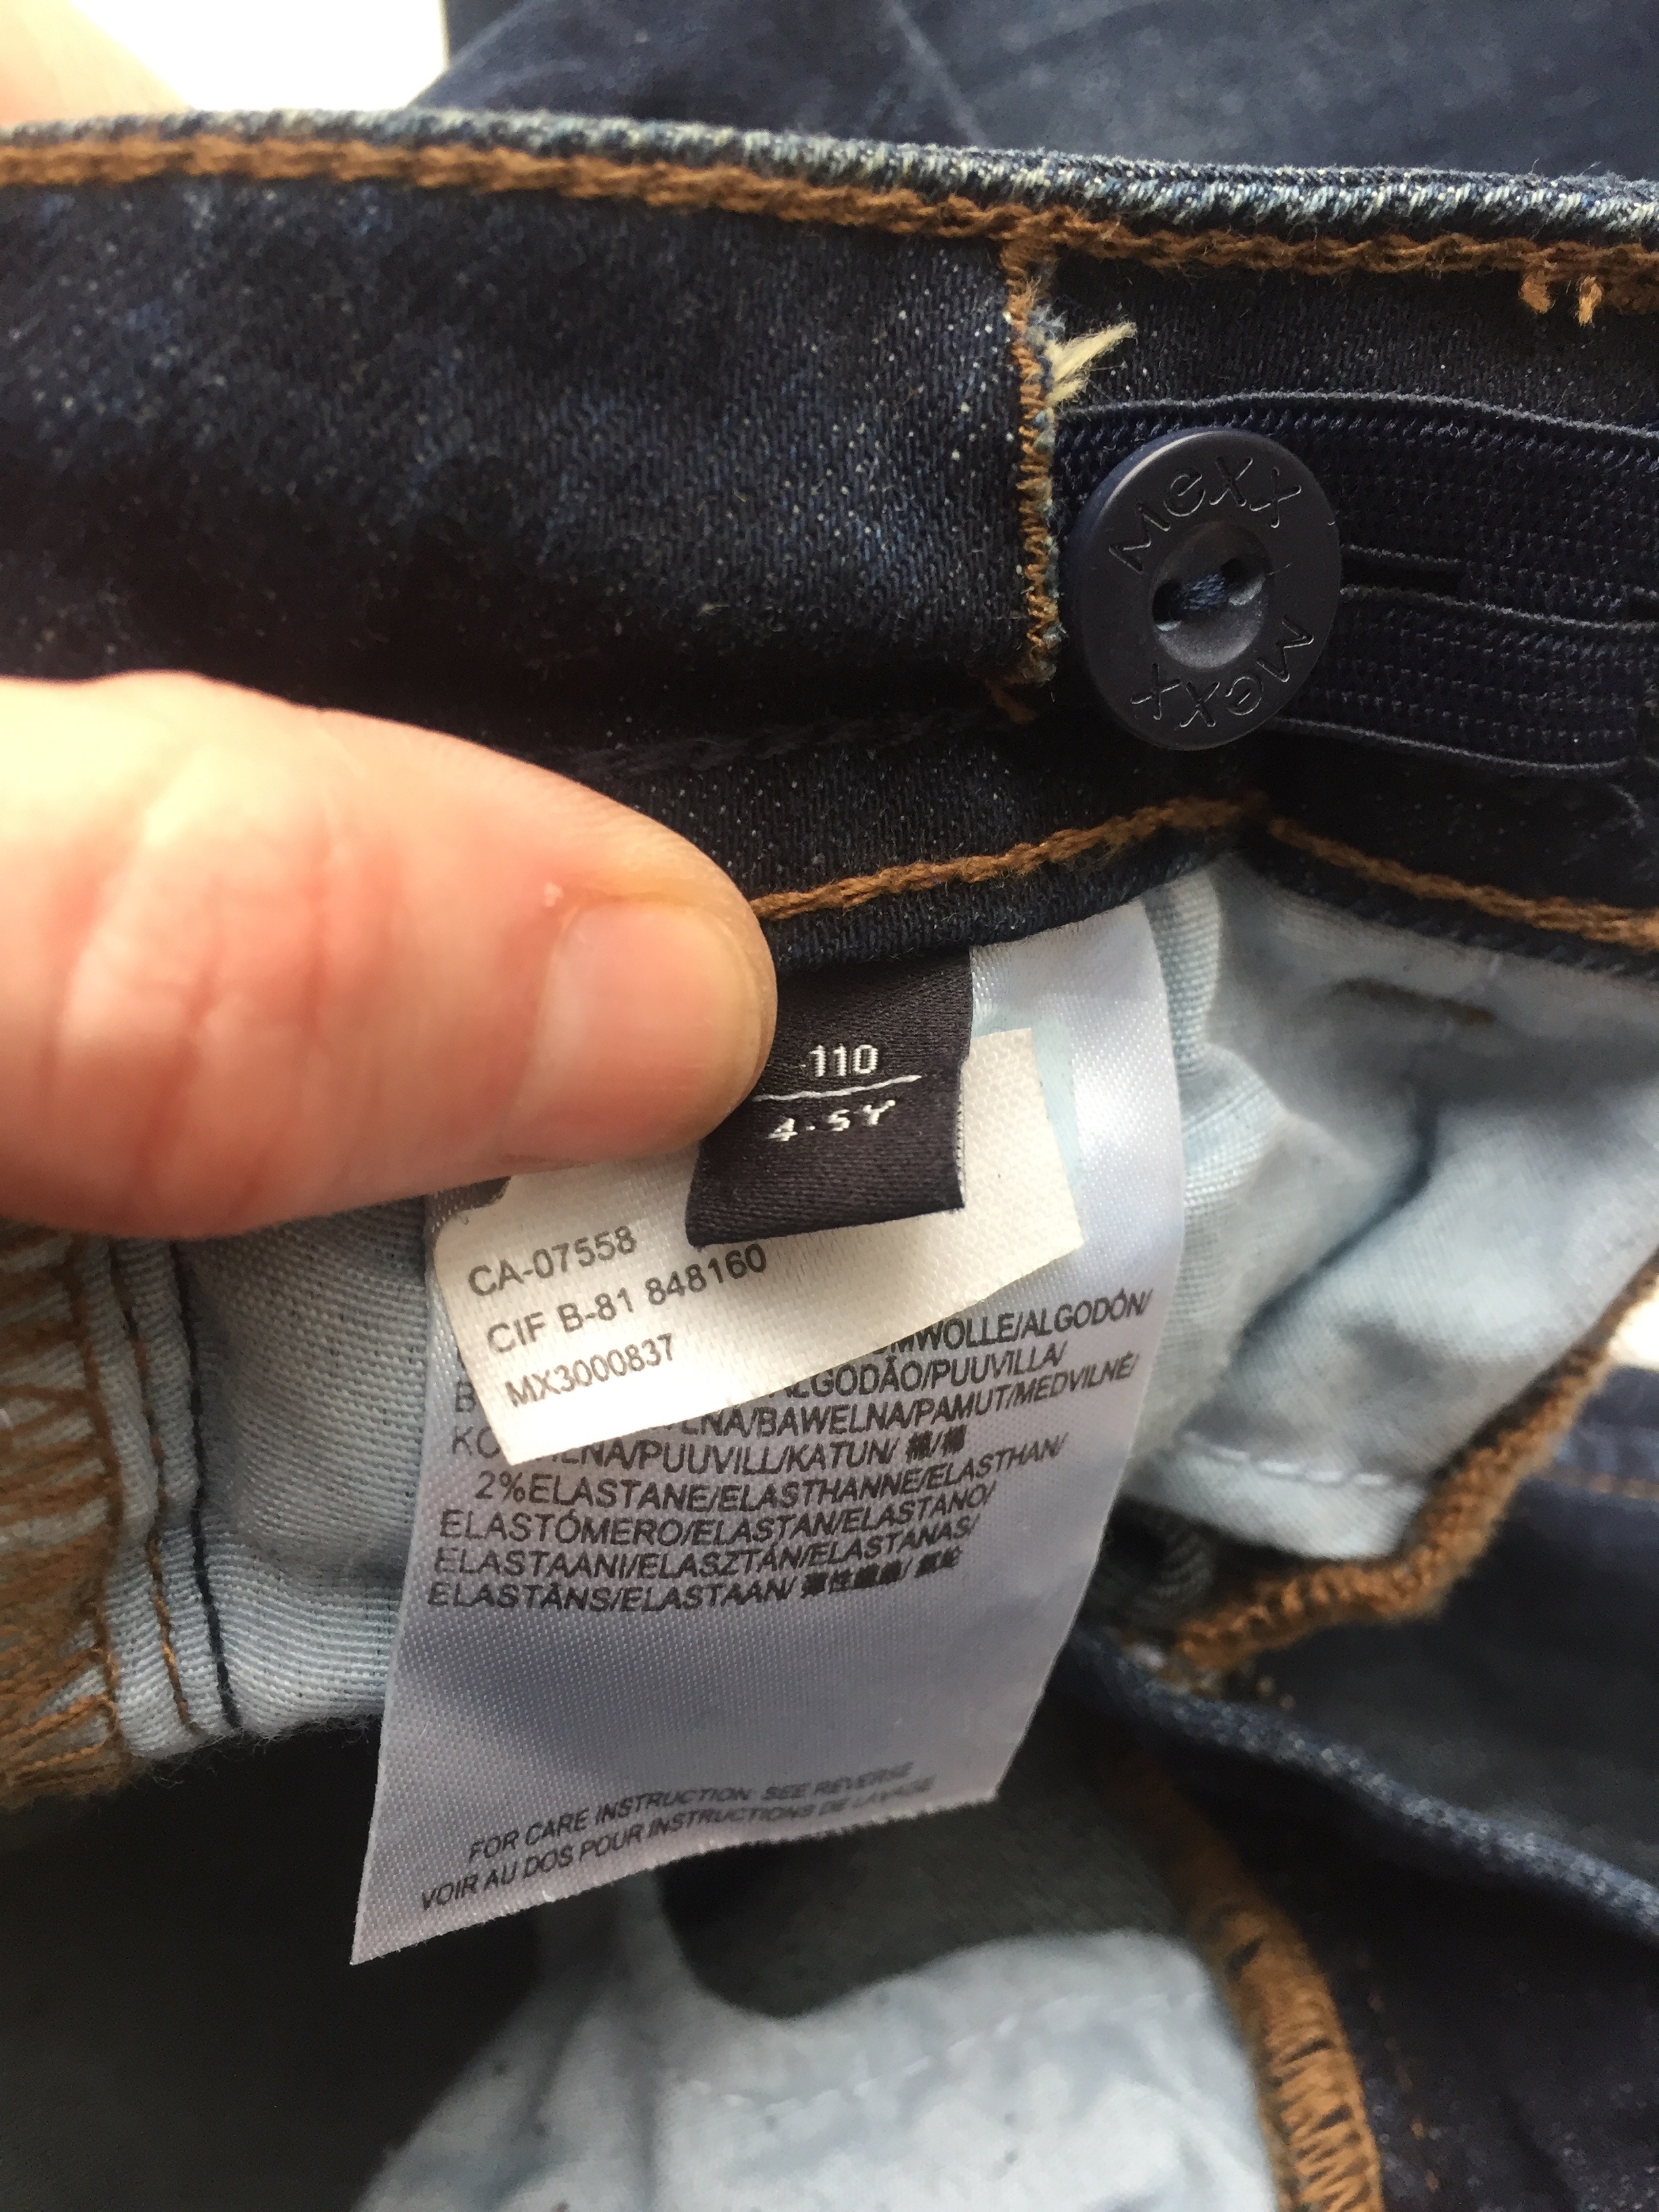 Mexx
Mexx
110
4-5Y
CA-07558
CIF B-81 848160
MX3000837
ELASTÓMERO/ELASTAN/ELASTANO/
2%ELASTANE/ELASTHANNE/ELASTHAN/
ELASTAANI/ELASZTÁN/ELASTANAS/
ELASTĀNS/ELASTAAN/
/ALGODÓN/
/PUUVILLA/
/BAWELNA/PAMUT/MEDVILNĖ/
/PUUVILL/KATUN/ 棉/棉
FOR CARE INSTRUCTION: SEE REVERSE
VOIR AU DOS POUR INSTRUCTIONS DE LAVAGE